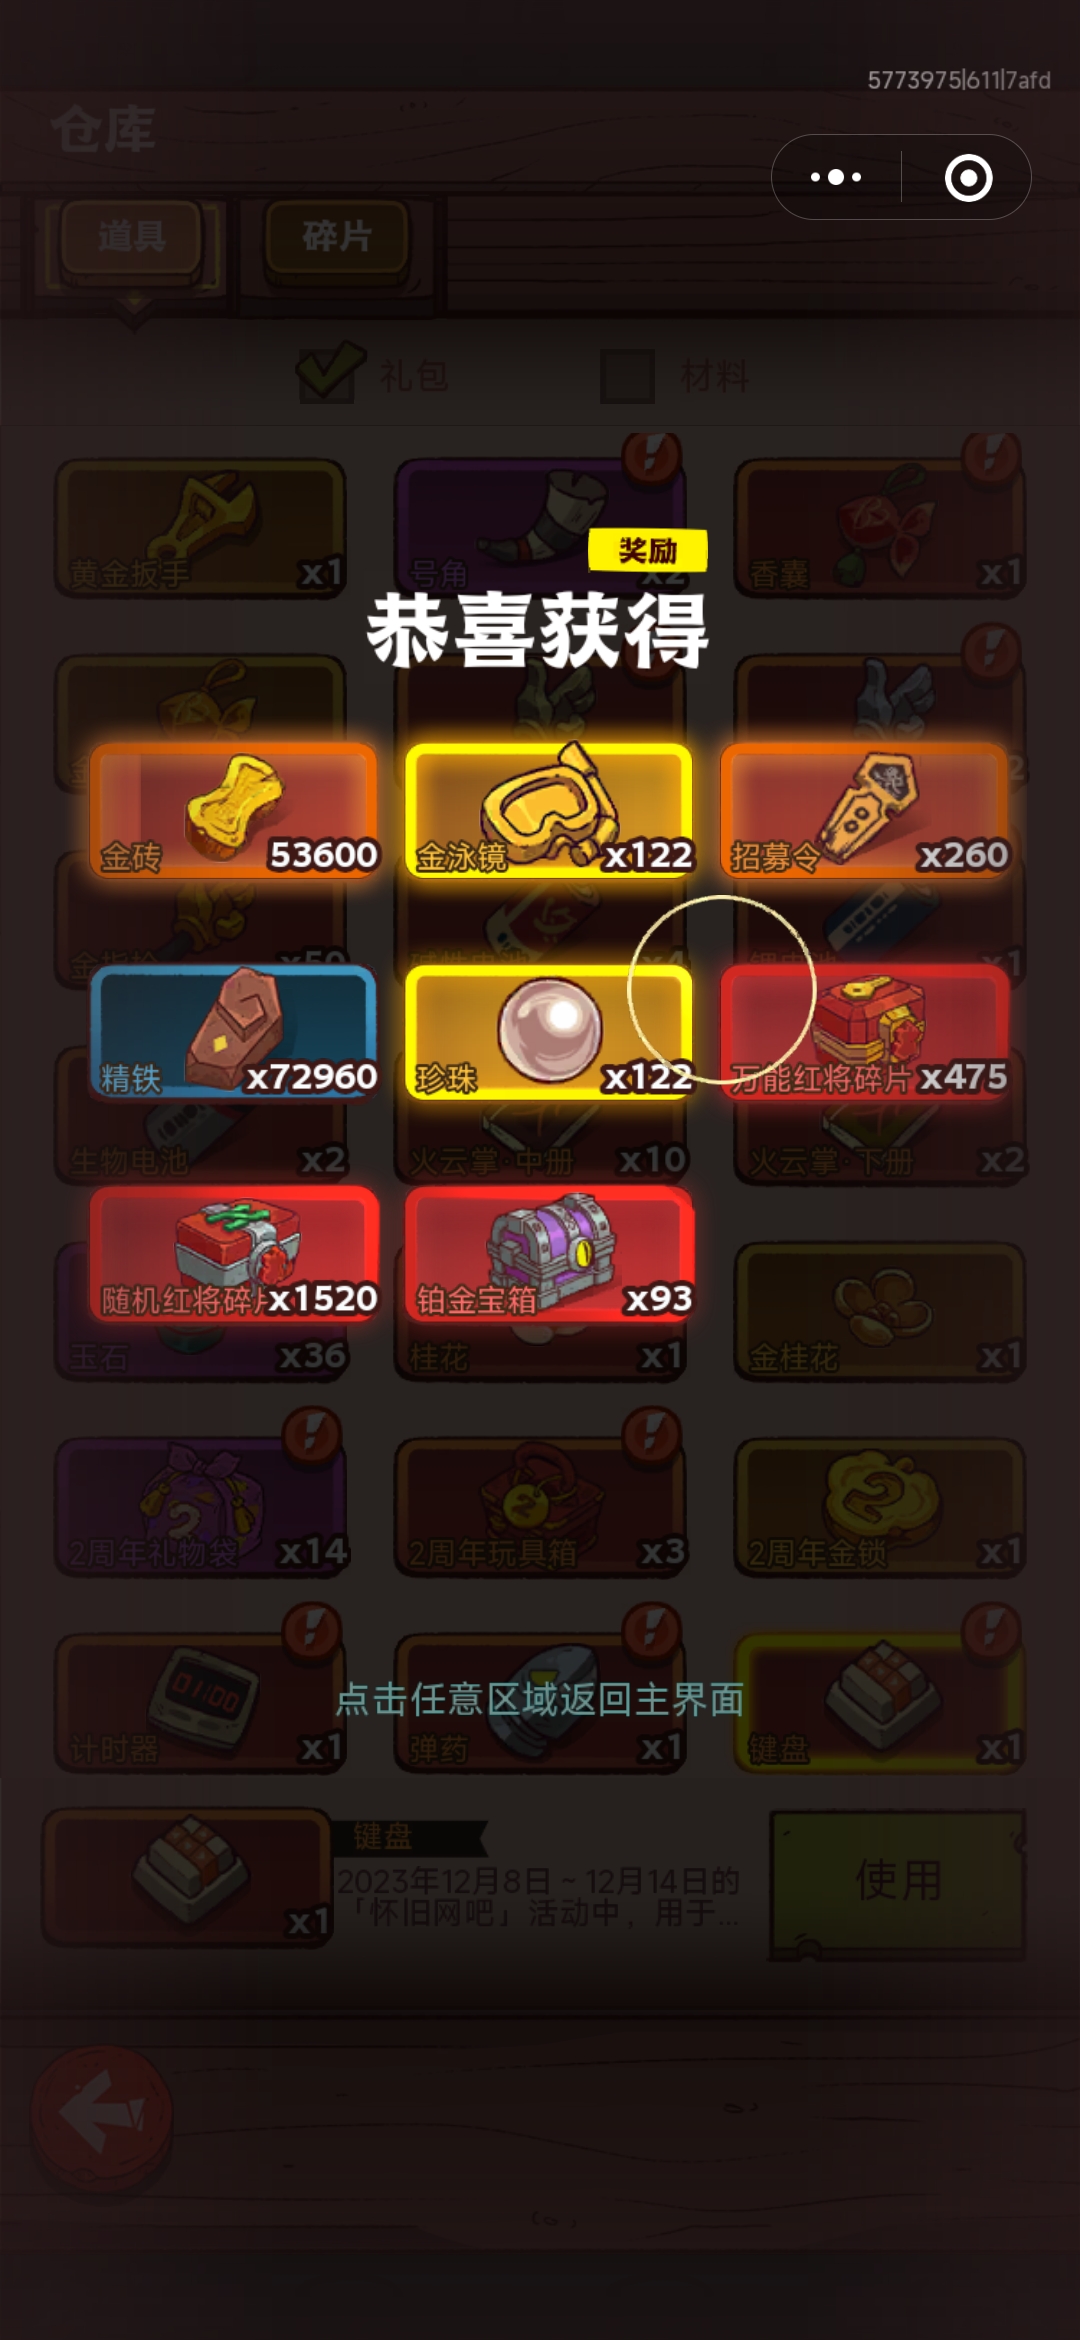 5773975|611|7afd
仓库
道具
碎片
礼包
材料
黄金扳手 x1
号角 x2
香囊 x1
奖励
恭喜获得
金砖 53600
金泳镜 x122
招募令 x260
x50
x4
x1
精铁 x72960
珍珠 x122
万能红将碎片 x475
生物电池 x2
火云掌·中册 x10
火云掌·下册 x2
随机红将碎片 x1520
铂金宝箱 x93
玉石 x36
桂花 x1
金桂花 x1
2周年礼物袋 x14
2周年玩具箱 x3
2周年金锁 x1
01:00
点击任意区域返回主界面
计时器 x1
弹药 x1
键盘 x1
键盘
2023年12月8日 ~ 12月14日的
「怀旧网吧」活动中，用于...
x1
使用